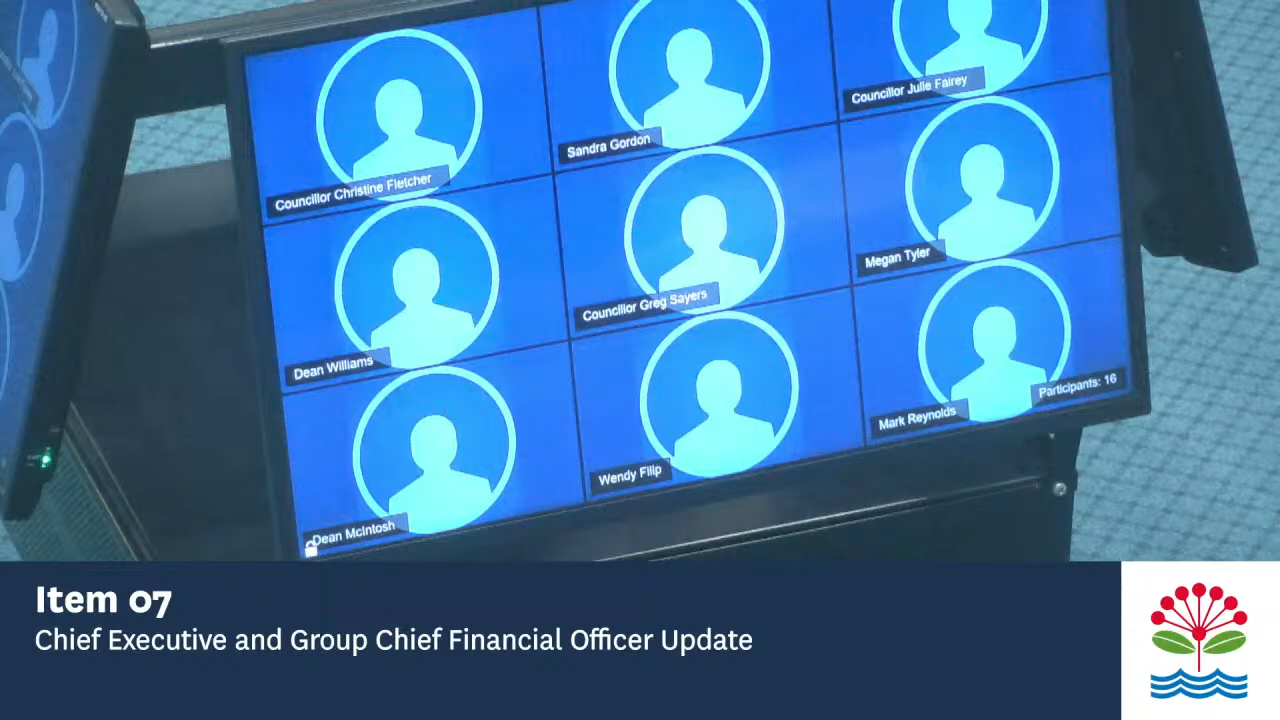 Councillor Christine Fletcher
Sandra Gordon
Councillor Julie Fairey
Dean Williams
Councillor Greg Sayers
Megan Tyler
Dean McIntosh
Wendy Filip
Mark Reynolds
Participants: 16
Item 07
Chief Executive and Group Chief Financial Officer Update